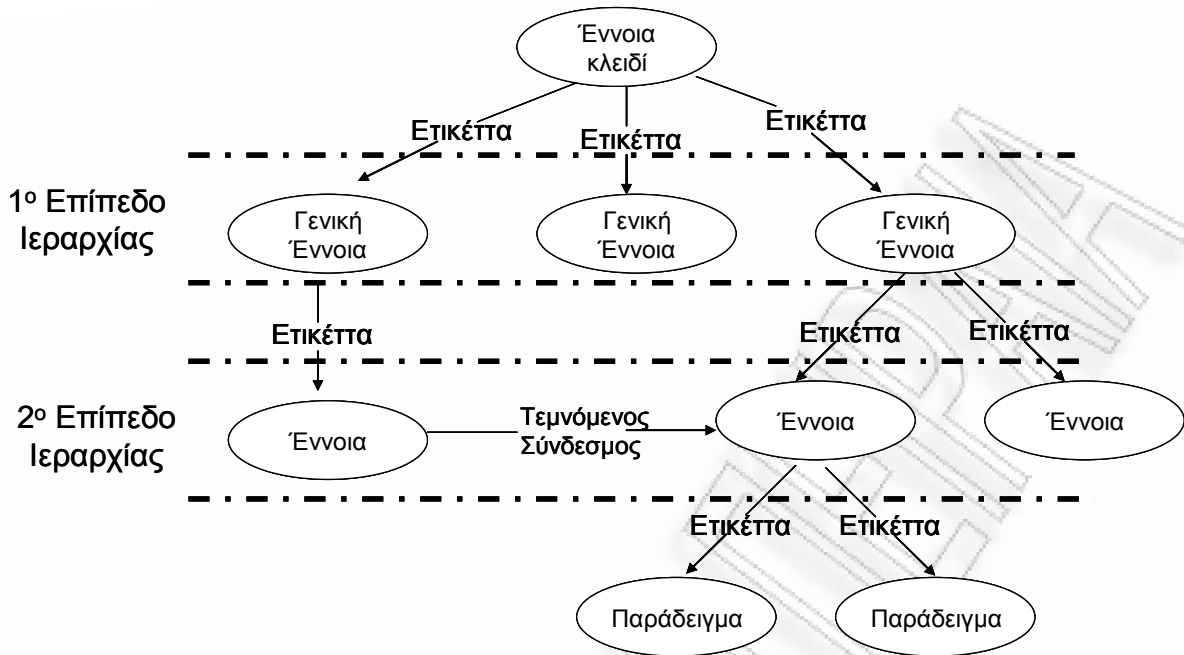 Έννοια
κλειδί
Ετικέττα
Ετικέττα
Ετικέττα
1ο Επίπεδο
Ιεραρχίας
Γενική
Έννοια
Γενική
Έννοια
Γενική
Έννοια
Ετικέττα
Ετικέττα
Ετικέττα
2ο Επίπεδο
Ιεραρχίας
Έννοια
Τεμνόμενος
Σύνδεσμος
Έννοια
Έννοια
Ετικέττα
Ετικέττα
Παράδειγμα
Παράδειγμα